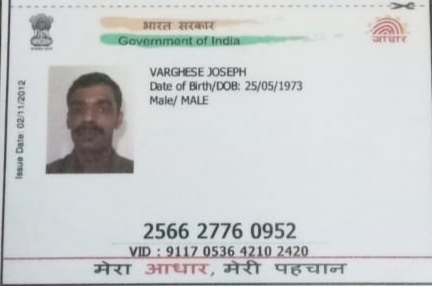 भारत सरकार
Government of India
आधार
Issue Date: 02/11/2012
VARGHESE JOSEPH
Date of Birth/DOB: 25/05/1973
Male/ MALE
2566 2776 0952
VID : 9117 0536 4210 2420
मेरा आधार, मेरी पहचान